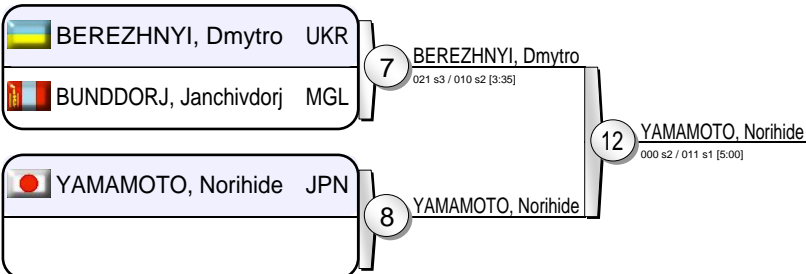 BEREZHNYI, Dmytro UKR
BUNDDORJ, Janchivdorj MGL
7
BEREZHNYI, Dmytro
021 s3 / 010 s2 [3:35]
YAMAMOTO, Norihide JPN
8
YAMAMOTO, Norihide
12
YAMAMOTO, Norihide
000 s2 / 011 s1 [5:00]